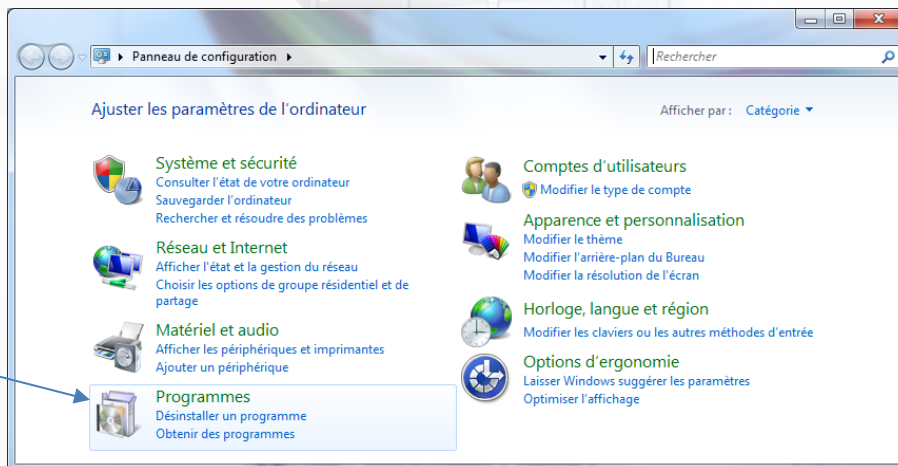 Panneau de configuration
Rechercher
Ajuster les paramètres de l'ordinateur
Afficher par : Catégorie
Système et sécurité
Consulter l'état de votre ordinateur
Sauvegarder l'ordinateur
Rechercher et résoudre des problèmes
Réseau et Internet
Afficher l'état et la gestion du réseau
Choisir les options de groupe résidentiel et de
partage
Matériel et audio
Afficher les périphériques et imprimantes
Ajouter un périphérique
Programmes
Désinstaller un programme
Obtenir des programmes
Comptes d'utilisateurs
Modifier le type de compte
Apparence et personnalisation
Modifier le thème
Modifier l'arrière-plan du Bureau
Modifier la résolution de l'écran
Horloge, langue et région
Modifier les claviers ou les autres méthodes d'entrée
Options d'ergonomie
Laisser Windows suggérer les paramètres
Optimiser l'affichage